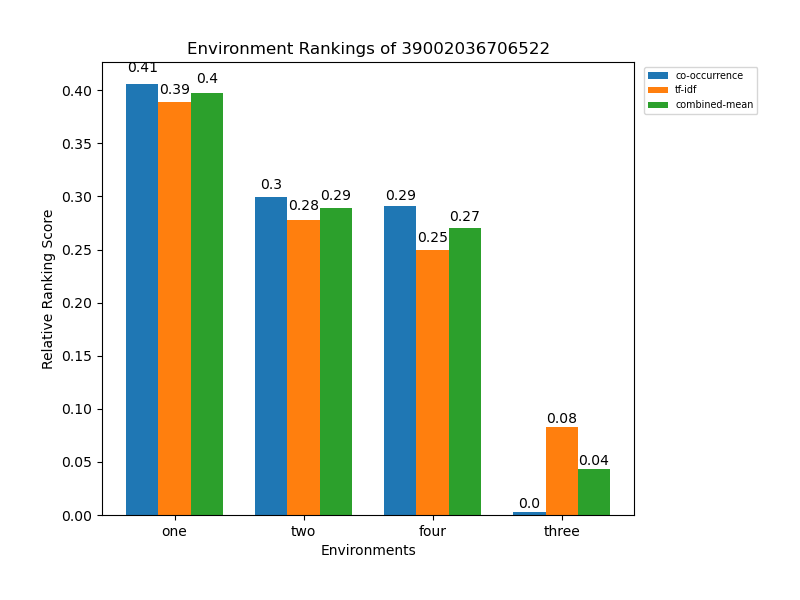 Environment Rankings of 39002036706522
co-occurrence
tf-idf
combined-mean
Relative Ranking Score
0.40
0.35
0.30
0.25
0.20
0.15
0.10
0.05
0.00
0.41
0.39
0.4
0.3
0.28
0.29
0.29
0.25
0.27
0.0
0.08
0.04
one
two
four
three
Environments